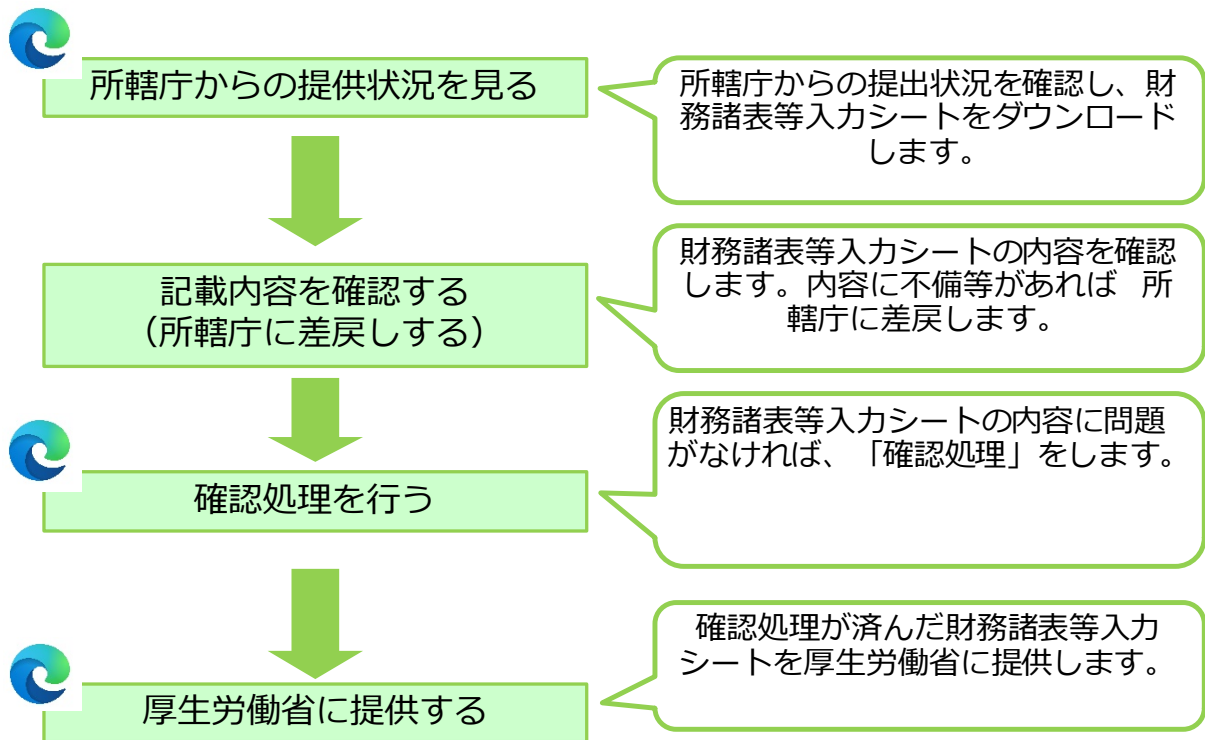 所轄庁からの提供状況を見る
所轄庁からの提出状況を確認し、財
務諸表等入力シートをダウンロード
します。
記載内容を確認する
（所轄庁に差戻しする）
財務諸表等入力シートの内容を確認
します。内容に不備等があれば 所
轄庁に差戻します。
確認処理を行う
財務諸表等入力シートの内容に問題
がなければ、「確認処理」をします。
厚生労働省に提供する
確認処理が済んだ財務諸表等入力
シートを厚生労働省に提供します。